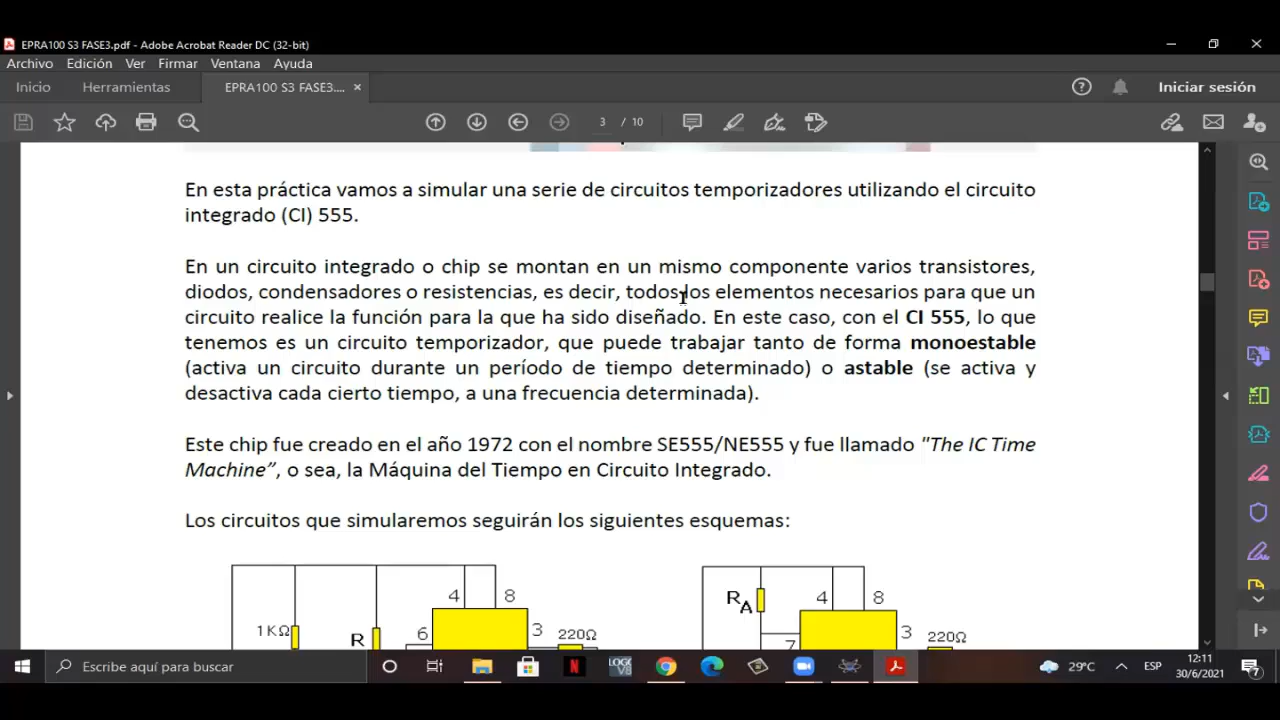 EPRA100 S3 FASE3.pdf - Adobe Acrobat Reader DC (32-bit)
Archivo Edición Ver Firmar Ventana Ayuda
Inicio Herramientas EPRA100 S3 FASE3.... × Iniciar sesión
3 / 10
En esta práctica vamos a simular una serie de circuitos temporizadores utilizando el circuito
integrado (CI) 555.
En un circuito integrado o chip se montan en un mismo componente varios transistores,
diodos, condensadores o resistencias, es decir, todos los elementos necesarios para que un
circuito realice la función para la que ha sido diseñado. En este caso, con el CI 555, lo que
tenemos es un circuito temporizador, que puede trabajar tanto de forma monoestable
(activa un circuito durante un período de tiempo determinado) o astable (se activa y
desactiva cada cierto tiempo, a una frecuencia determinada).
Este chip fue creado en el año 1972 con el nombre SE555/NE555 y fue llamado "The IC Time
Machine”, o sea, la Máquina del Tiempo en Circuito Integrado.
Los circuitos que simularemos seguirán los siguientes esquemas:
4 8 RA 4 8
1KΩ R 6 3 220Ω 7 3 220Ω
Escribe aquí para buscar 29°C ESP 12:11
30/6/2021 7